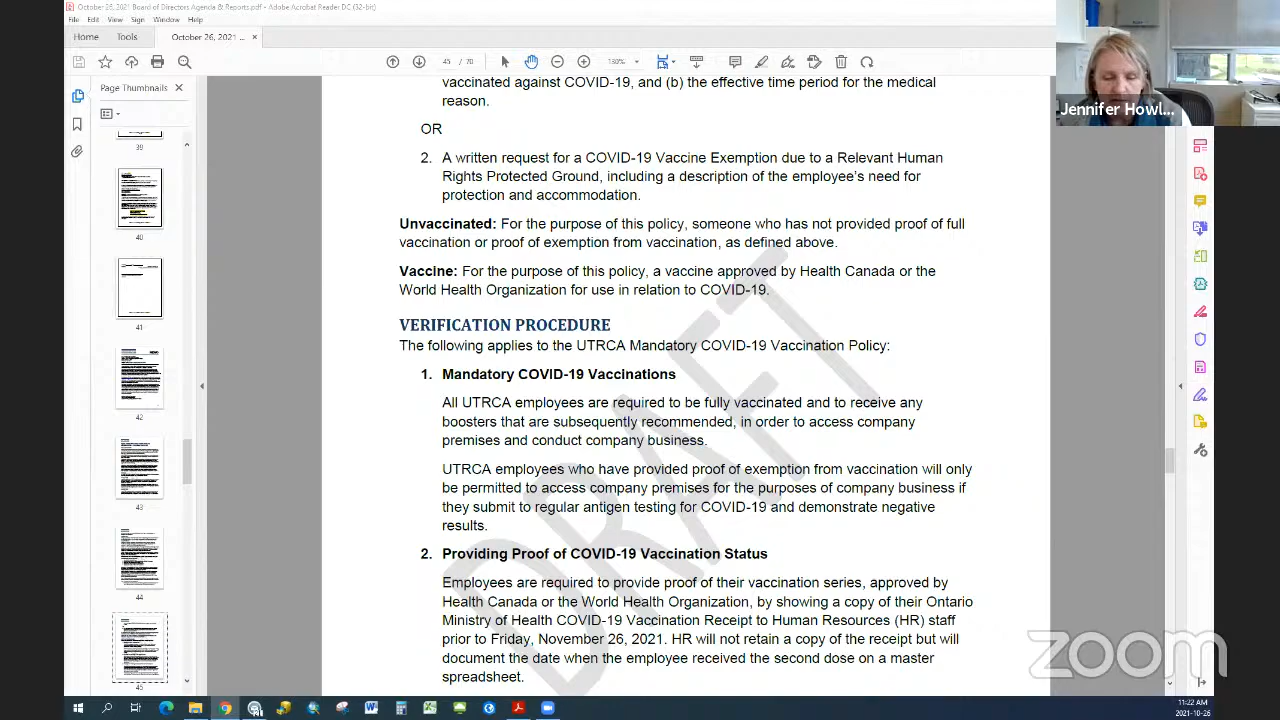 October 26, 2021 Board of Directors Agenda & Reports.pdf - Adobe Acrobat Reader DC (32-bit)
File Edit View Sign Window Help
Home Tools October 26, 2021 ... ×
/ 70 130%
Page Thumbnails ×
39
40
41
42
43
44
45
vaccinated against COVID-19, and (b) the effective time period for the medical
reason.
OR
2. A written request for a COVID-19 Vaccine Exemption due to a Relevant Human
Rights Protected Ground, including a description of the employee's need for
protection and accommodation.
Unvaccinated: For the purpose of this policy, someone who has not provided proof of full
vaccination or proof of exemption from vaccination, as defined above.
Vaccine: For the purpose of this policy, a vaccine approved by Health Canada or the
World Health Organization for use in relation to COVID-19.
VERIFICATION PROCEDURE
The following applies to the UTRCA Mandatory COVID-19 Vaccination Policy:
1. Mandatory COVID-19 Vaccinations
All UTRCA employees are required to be fully vaccinated and to receive any
boosters that are subsequently recommended, in order to access company
premises and conduct company business.
UTRCA employees who have provided proof of exemption from vaccination will only
be permitted to access company premises for the purposes of company business if
they submit to regular antigen testing for COVID-19 and demonstrate negative
results.
2. Providing Proof of COVID-19 Vaccination Status
Employees are required to provide proof of their vaccination status, approved by
Health Canada or the World Health Organization, by showing a copy of their Ontario
Ministry of Health COVID-19 Vaccination Receipt to Human Resources (HR) staff
prior to Friday, November 26, 2021. HR will not retain a copy of the receipt but will
document the date when the employee received the second dose in a master
spreadsheet.
DRAFT
Jennifer Howl...
zoom
11:22 AM
2021-10-26